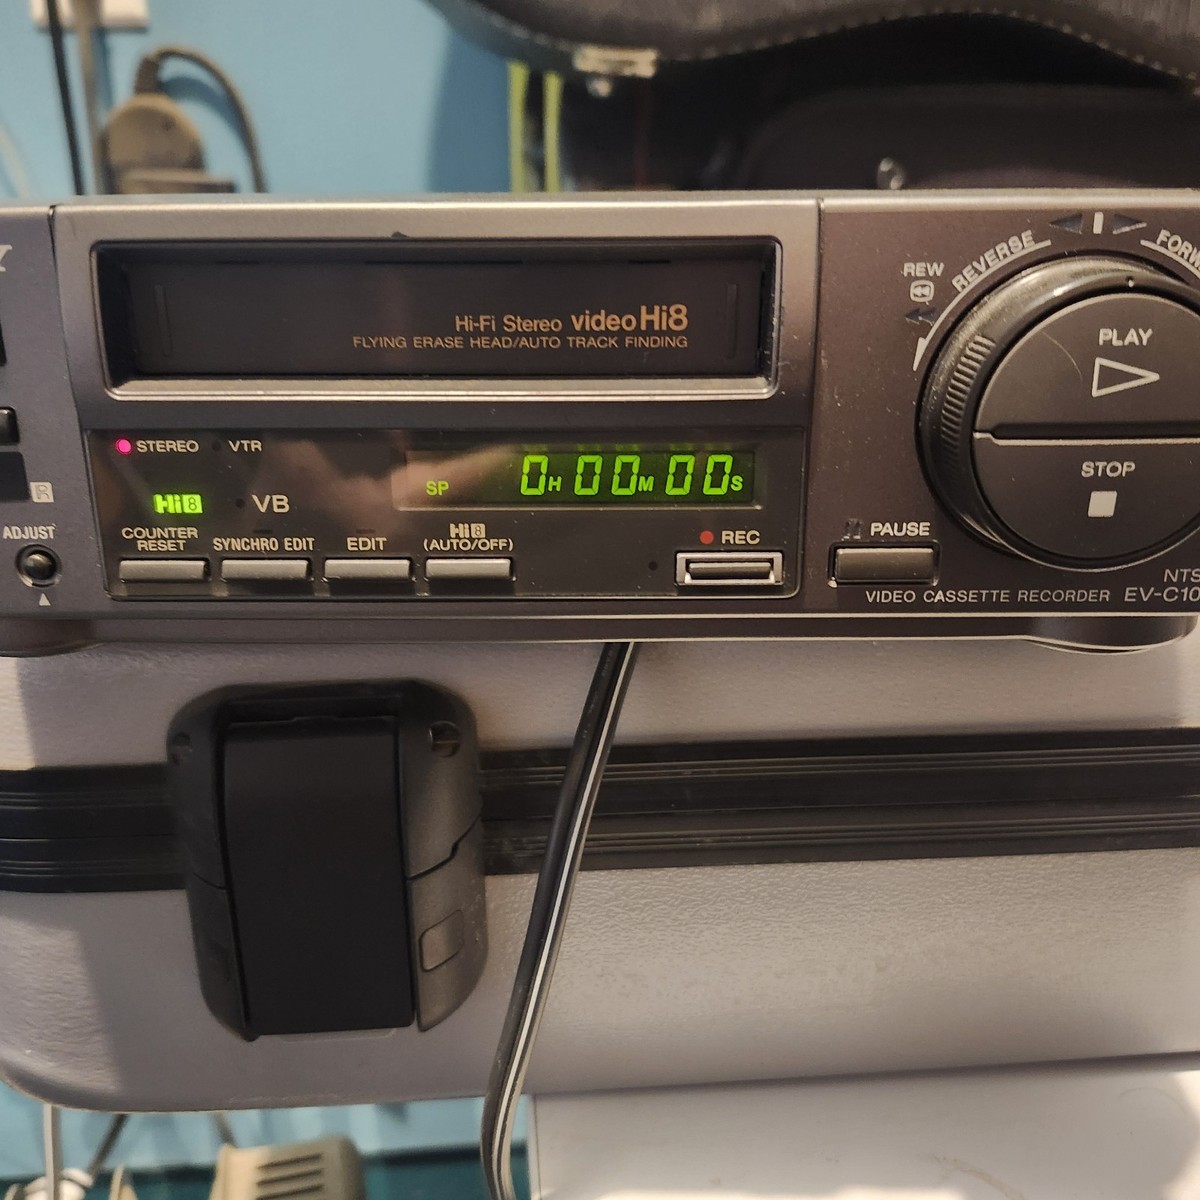 Hi-Fi Stereo video Hi8
FLYING ERASE HEAD/AUTO TRACK FINDING
REW
REVERSE
PLAY
STOP
STEREO
VTR
SP
0H 00M 00S
Hi8
VB
R
ADJUST
COUNTER
RESET
SYNCHRO EDIT
EDIT
Hi8
(AUTO/OFF)
REC
PAUSE
VIDEO CASSETTE RECORDER